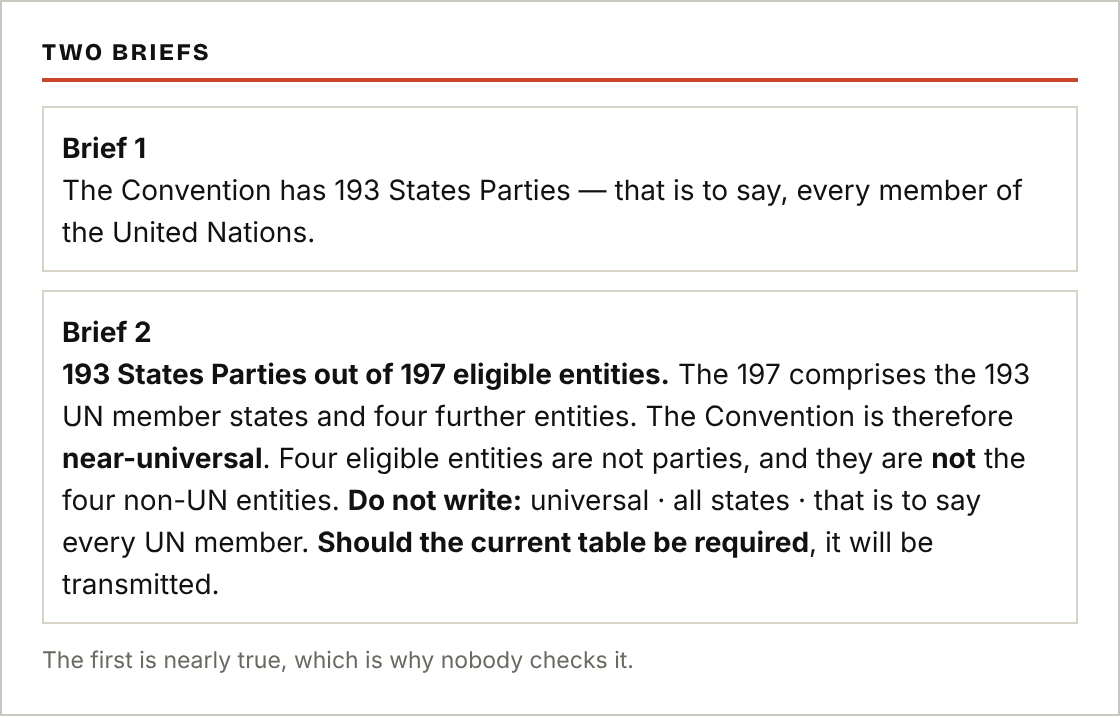 TWO BRIEFS
Brief 1
The Convention has 193 States Parties — that is to say, every member of
the United Nations.
Brief 2
193 States Parties out of 197 eligible entities. The 197 comprises the 193
UN member states and four further entities. The Convention is therefore
near-universal. Four eligible entities are not parties, and they are not the
four non-UN entities. Do not write: universal · all states · that is to say
every UN member. Should the current table be required, it will be
transmitted.
The first is nearly true, which is why nobody checks it.